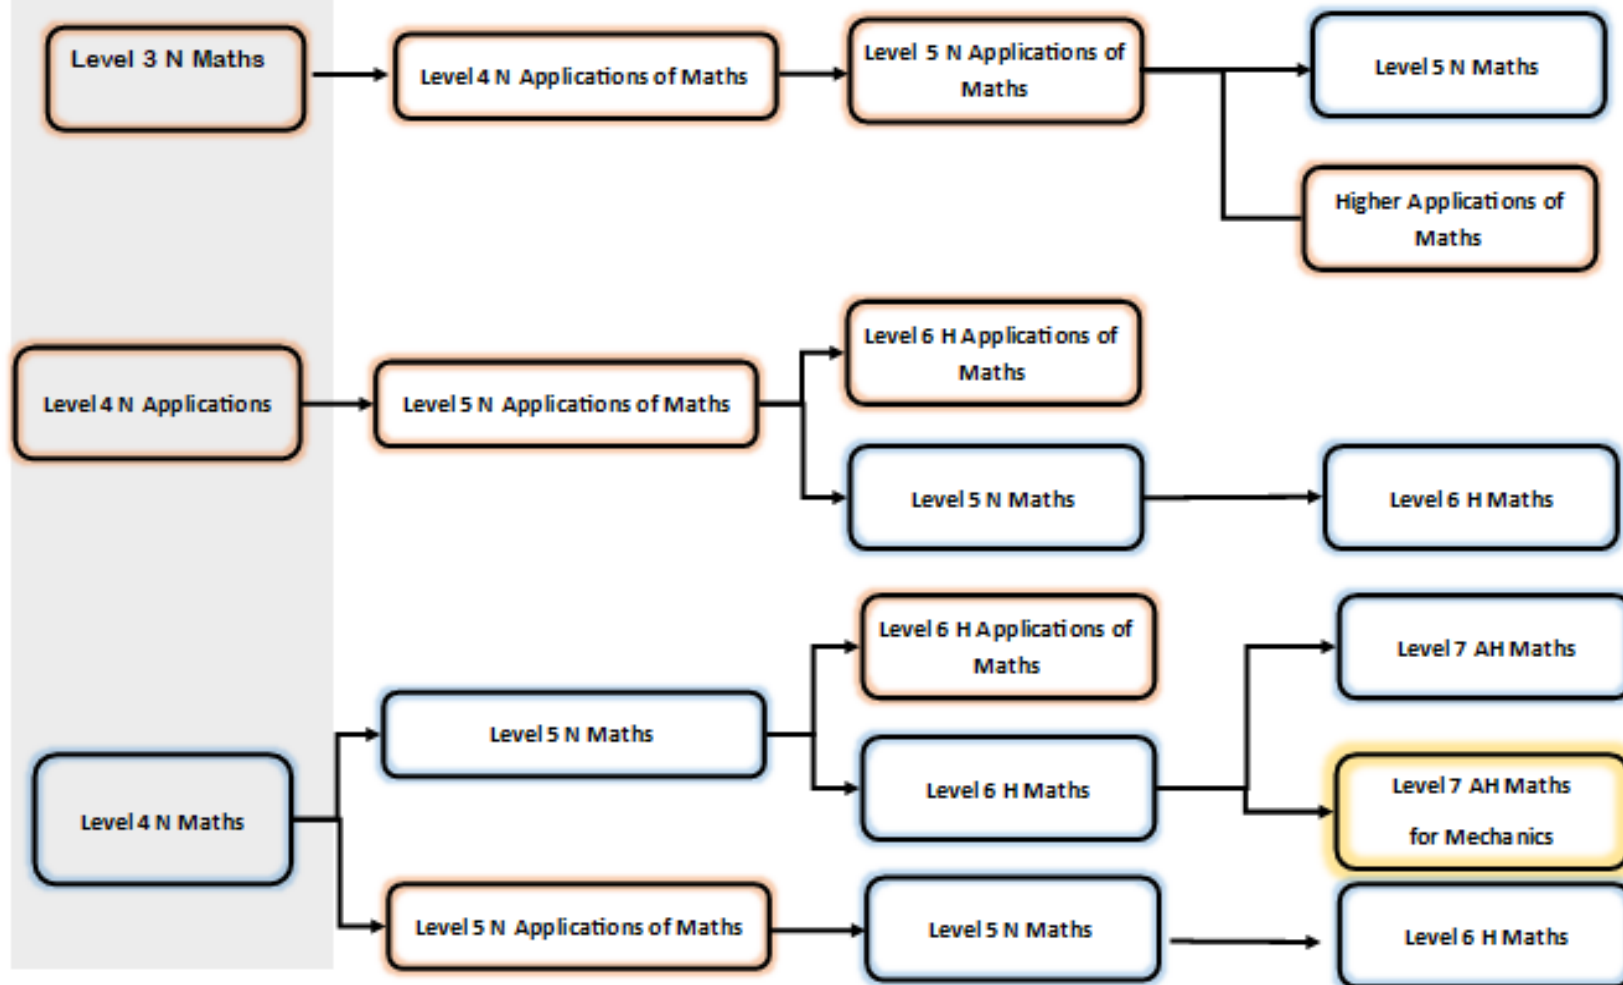 Level 3 N Maths
Level 4 N Applications of Maths
Level 5 N Applications of
Maths
Level 5 N Maths
Higher Applications of
Maths
Level 4 N Applications
Level 5 N Applications of Maths
Level 6 H Applications of
Maths
Level 5 N Maths
Level 6 H Maths
Level 4 N Maths
Level 5 N Maths
Level 6 H Applications of
Maths
Level 6 H Maths
Level 7 AH Maths
Level 7 AH Maths
for Mechanics
Level 5 N Applications of Maths
Level 5 N Maths
Level 6 H Maths